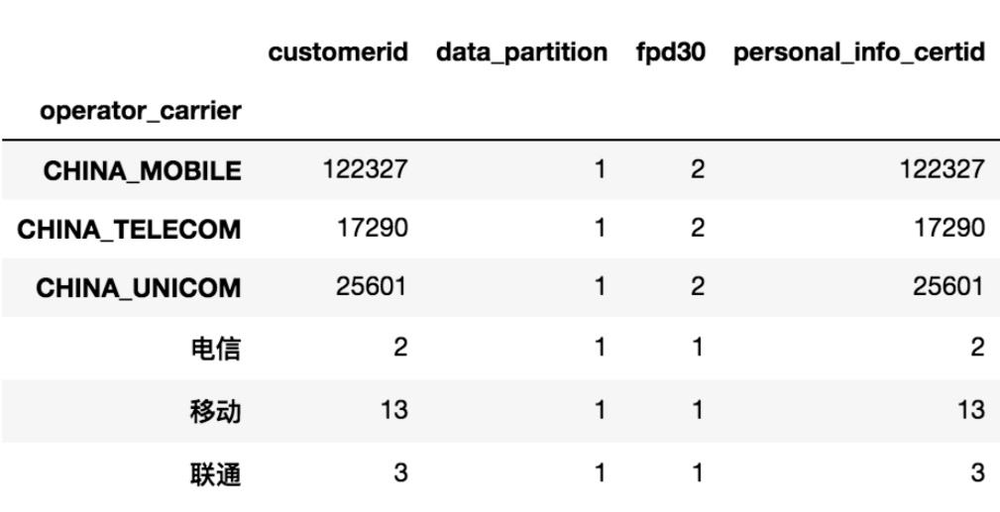 customerid data_partition fpd30 personal_info_certid
operator_carrier
CHINA_MOBILE 122327 1 2 122327
CHINA_TELECOM 17290 1 2 17290
CHINA_UNICOM 25601 1 2 25601
电信 2 1 1 2
移动 13 1 1 13
联通 3 1 1 3